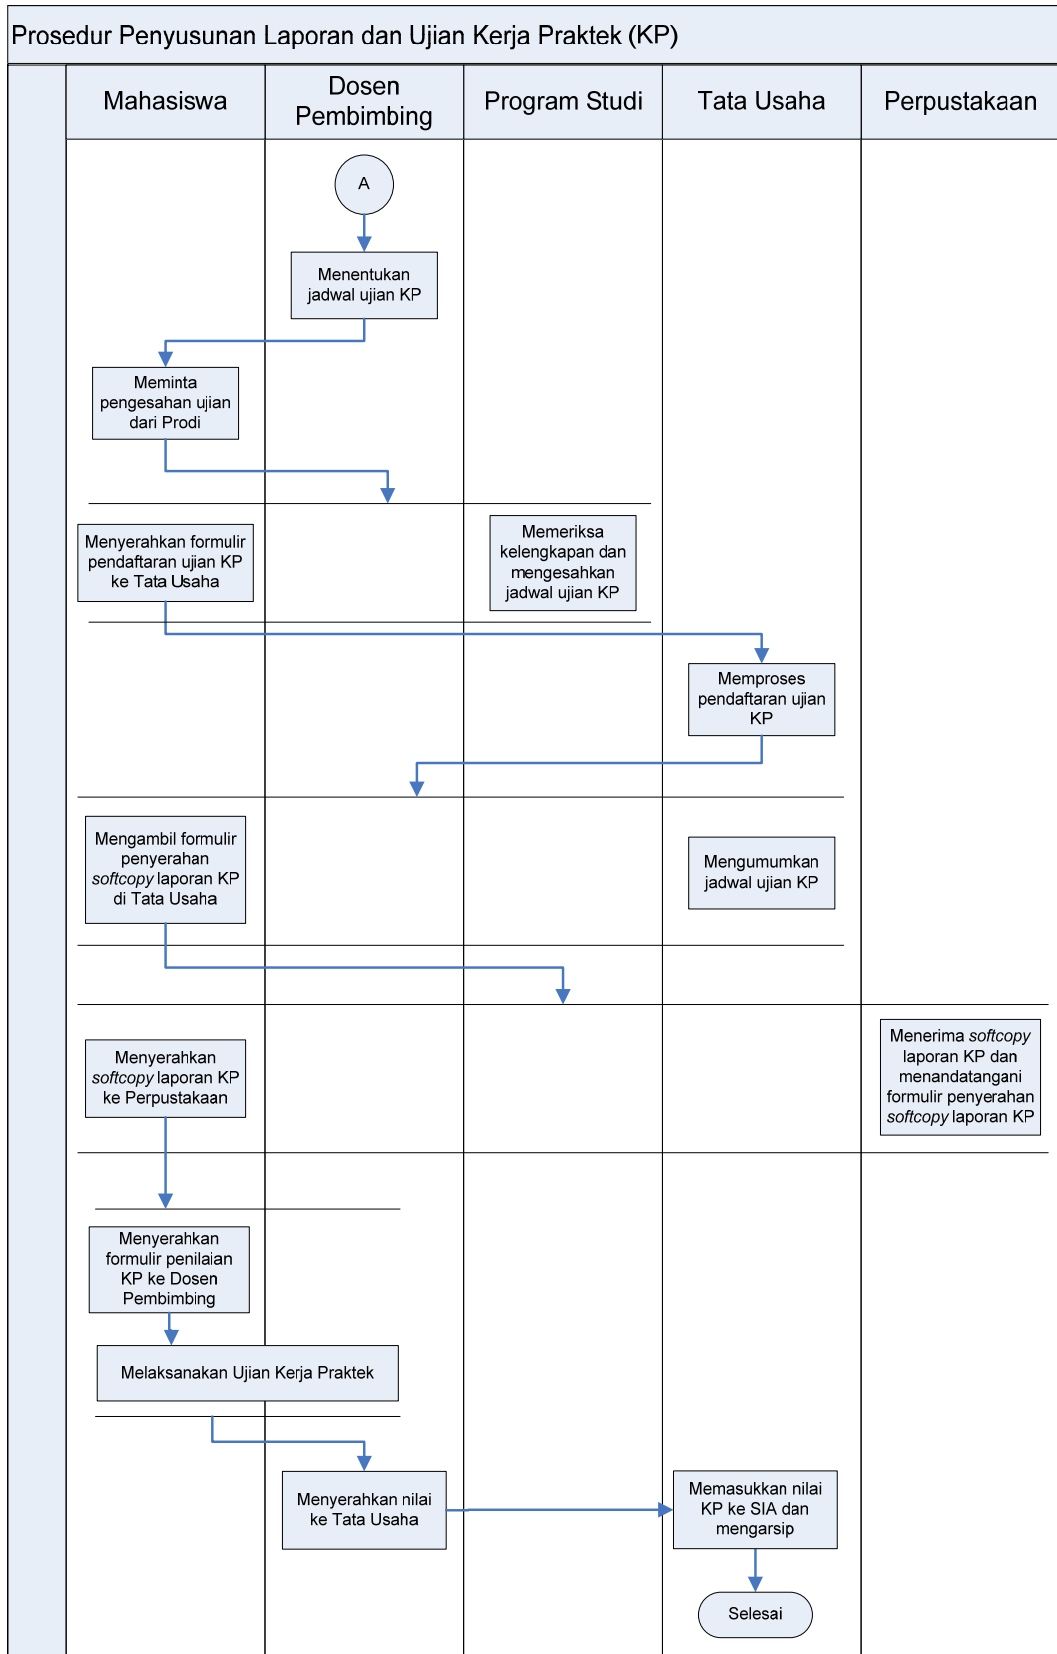 Prosedur Penyusunan Laporan dan Ujian Kerja Praktek (KP)
Mahasiswa
Dosen
Pembimbing
Program Studi
Tata Usaha
Perpustakaan
A
Menentukan
jadwal ujian KP
Meminta
pengesahan ujian
dari Prodi
Menyerahkan formulir
pendaftaran ujian KP
ke Tata Usaha
Memeriksa
kelengkapan dan
mengesahkan
jadwal ujian KP
Memproses
pendaftaran ujian
KP
Mengambil formulir
penyerahan
softcopy laporan KP
di Tata Usaha
Mengumumkan
jadwal ujian KP
Menyerahkan
softcopy laporan KP
ke Perpustakaan
Menerima softcopy
laporan KP dan
menandatangani
formulir penyerahan
softcopy laporan KP
Menyerahkan
formulir penilaian
KP ke Dosen
Pembimbing
Melaksanakan Ujian Kerja Praktek
Menyerahkan nilai
ke Tata Usaha
Memasukkan nilai
KP ke SIA dan
mengarsip
Selesai